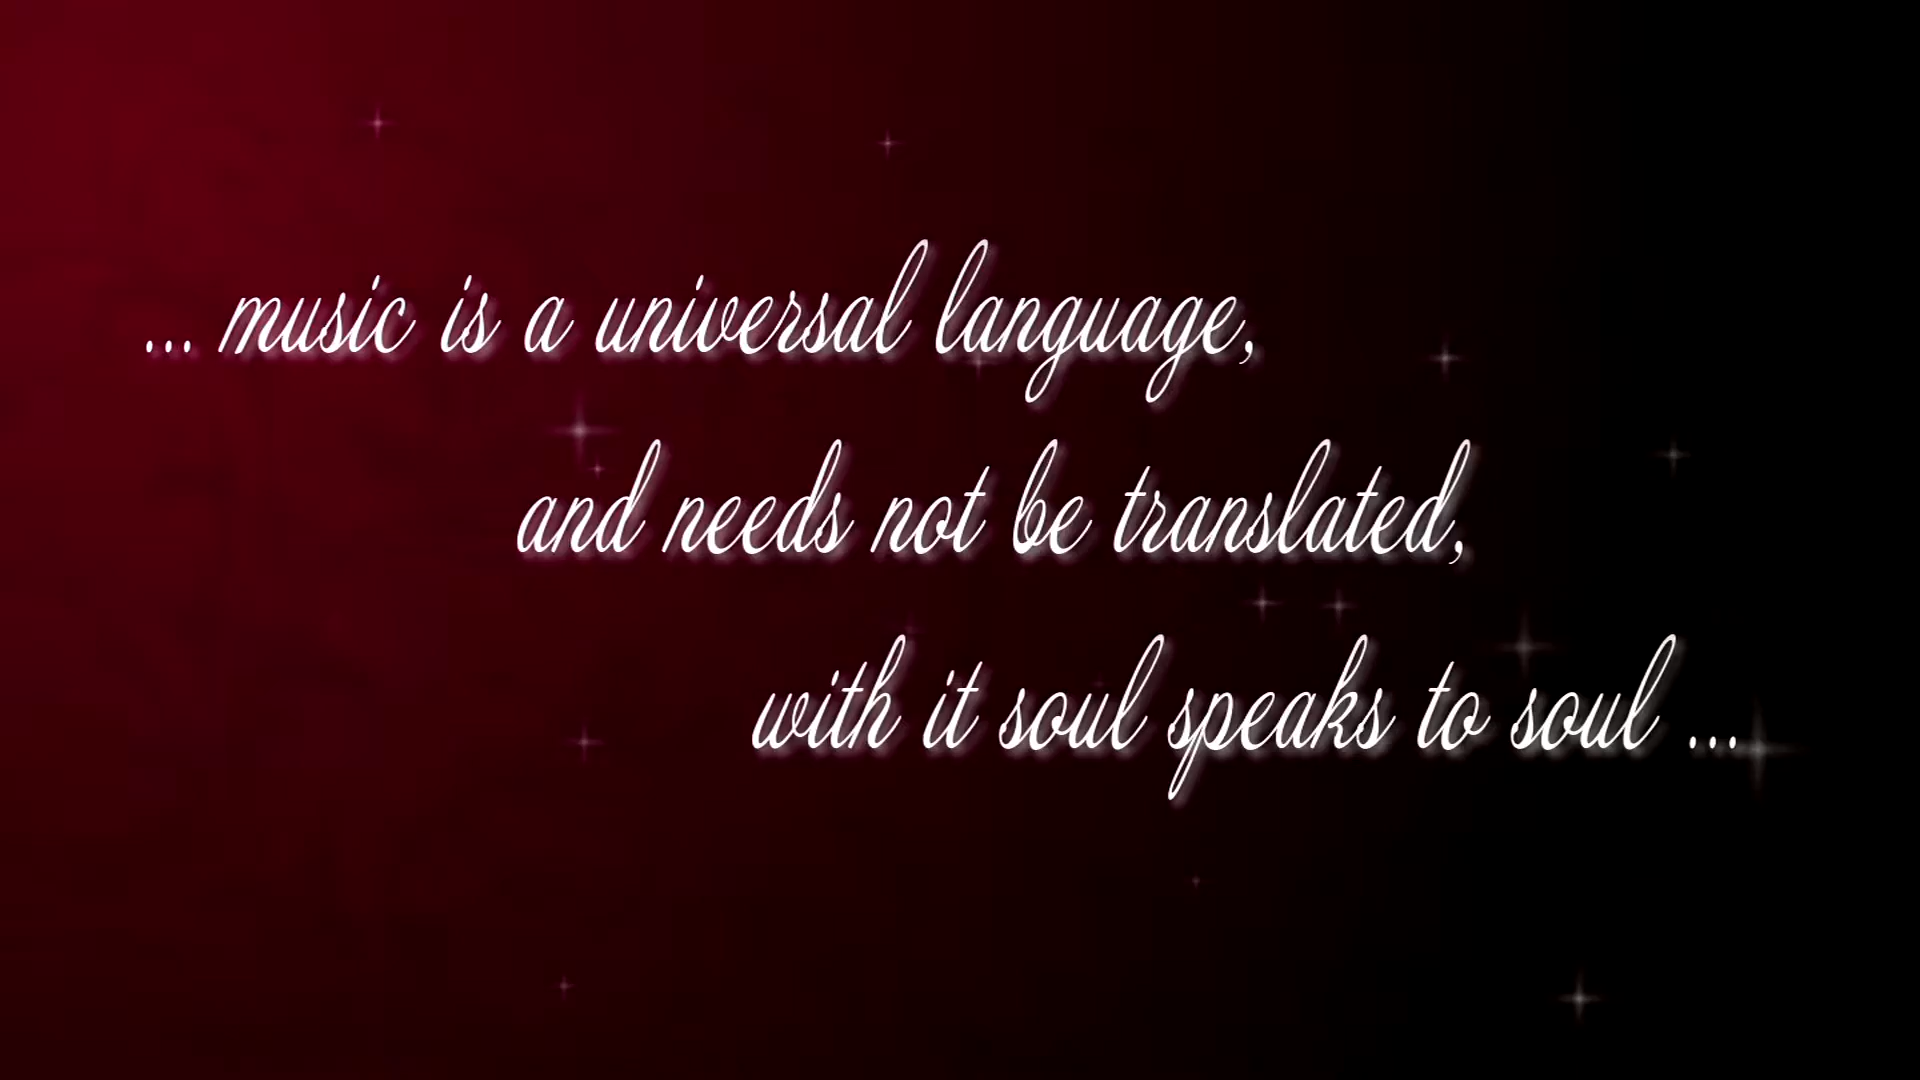 ... music is a universal language,
and needs not be translated,
with it soul speaks to soul ...